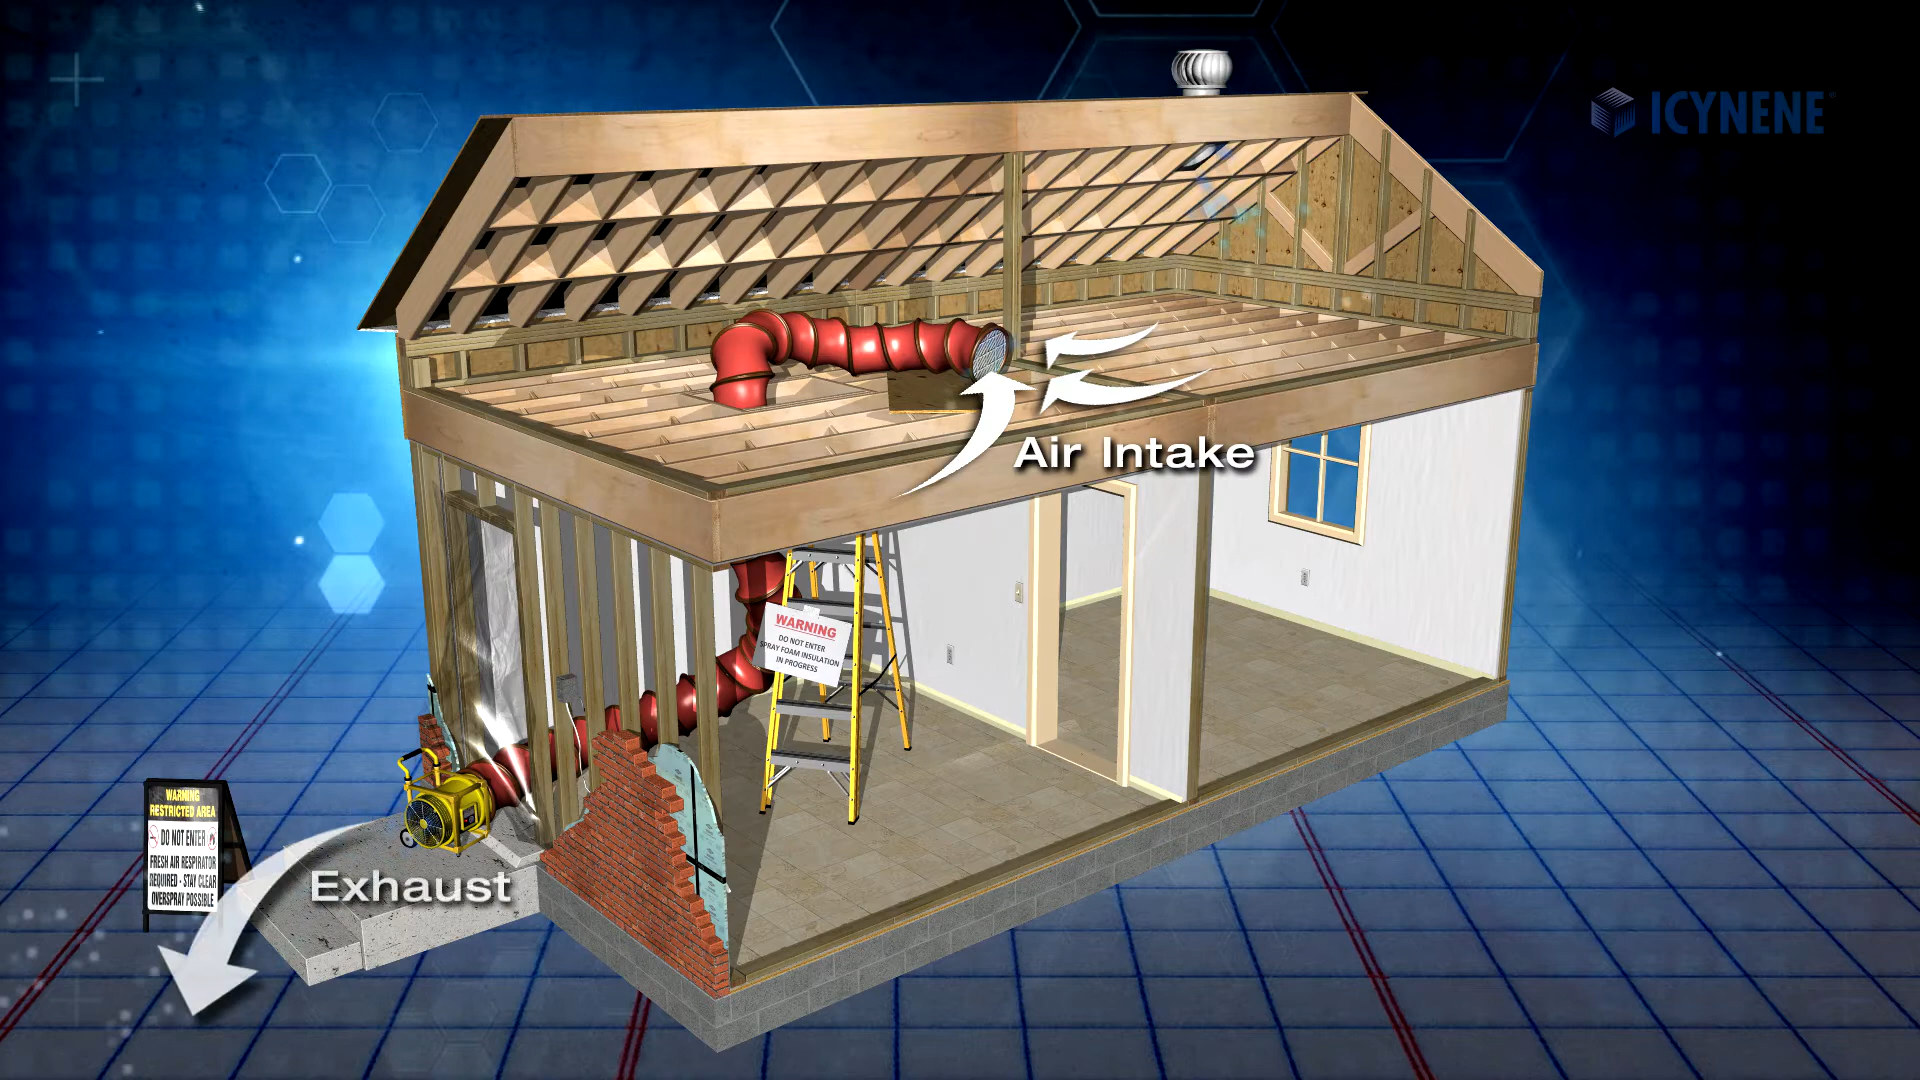 ICYNENE
Air Intake
WARNING
DO NOT ENTER
SPRAY FOAM INSULATION
IN PROGRESS
WARNING
RESTRICTED AREA
DO NOT ENTER
FRESH AIR RESPIRATOR
REQUIRED - STAY CLEAR
OVERSPRAY POSSIBLE
Exhaust